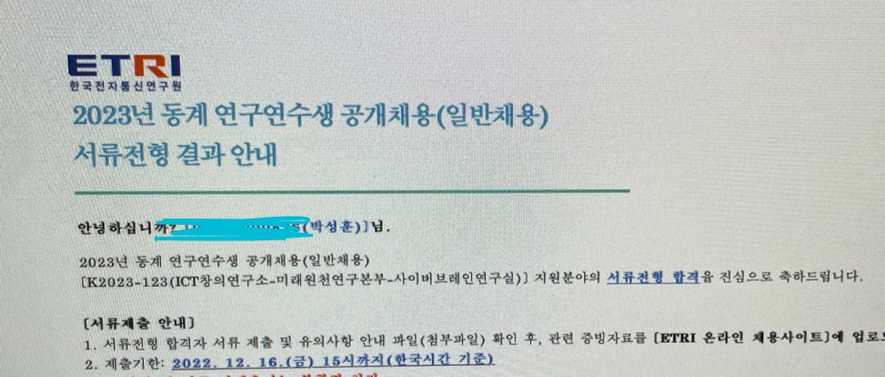 ETRI
한국전자통신연구원
2023년 동계 연구연수생 공개채용(일반채용)
서류전형 결과 안내
안녕하십니까? (박성훈)]님.
2023년 동계 연구연수생 공개채용(일반채용)
[K2023-123(ICT창의연구소-미래원천연구본부-사이버브레인연구실)] 지원분야의 서류전형 합격을 진심으로 축하드립니다.
[서류제출 안내]
1. 서류전형 합격자 서류 제출 및 유의사항 안내 파일(첨부파일) 확인 후, 관련 증빙자료를 [ETRI 온라인 채용사이트]에 업로
2. 제출기한: 2022. 12. 16.(금) 15시까지(한국시간 기준)